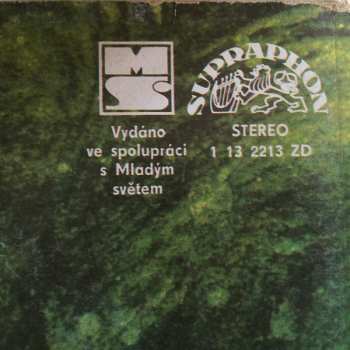 MS
SUPRAPHON
Vydáno
ve spolupráci
s Mladým
světem
STEREO
1 13 2213 ZD